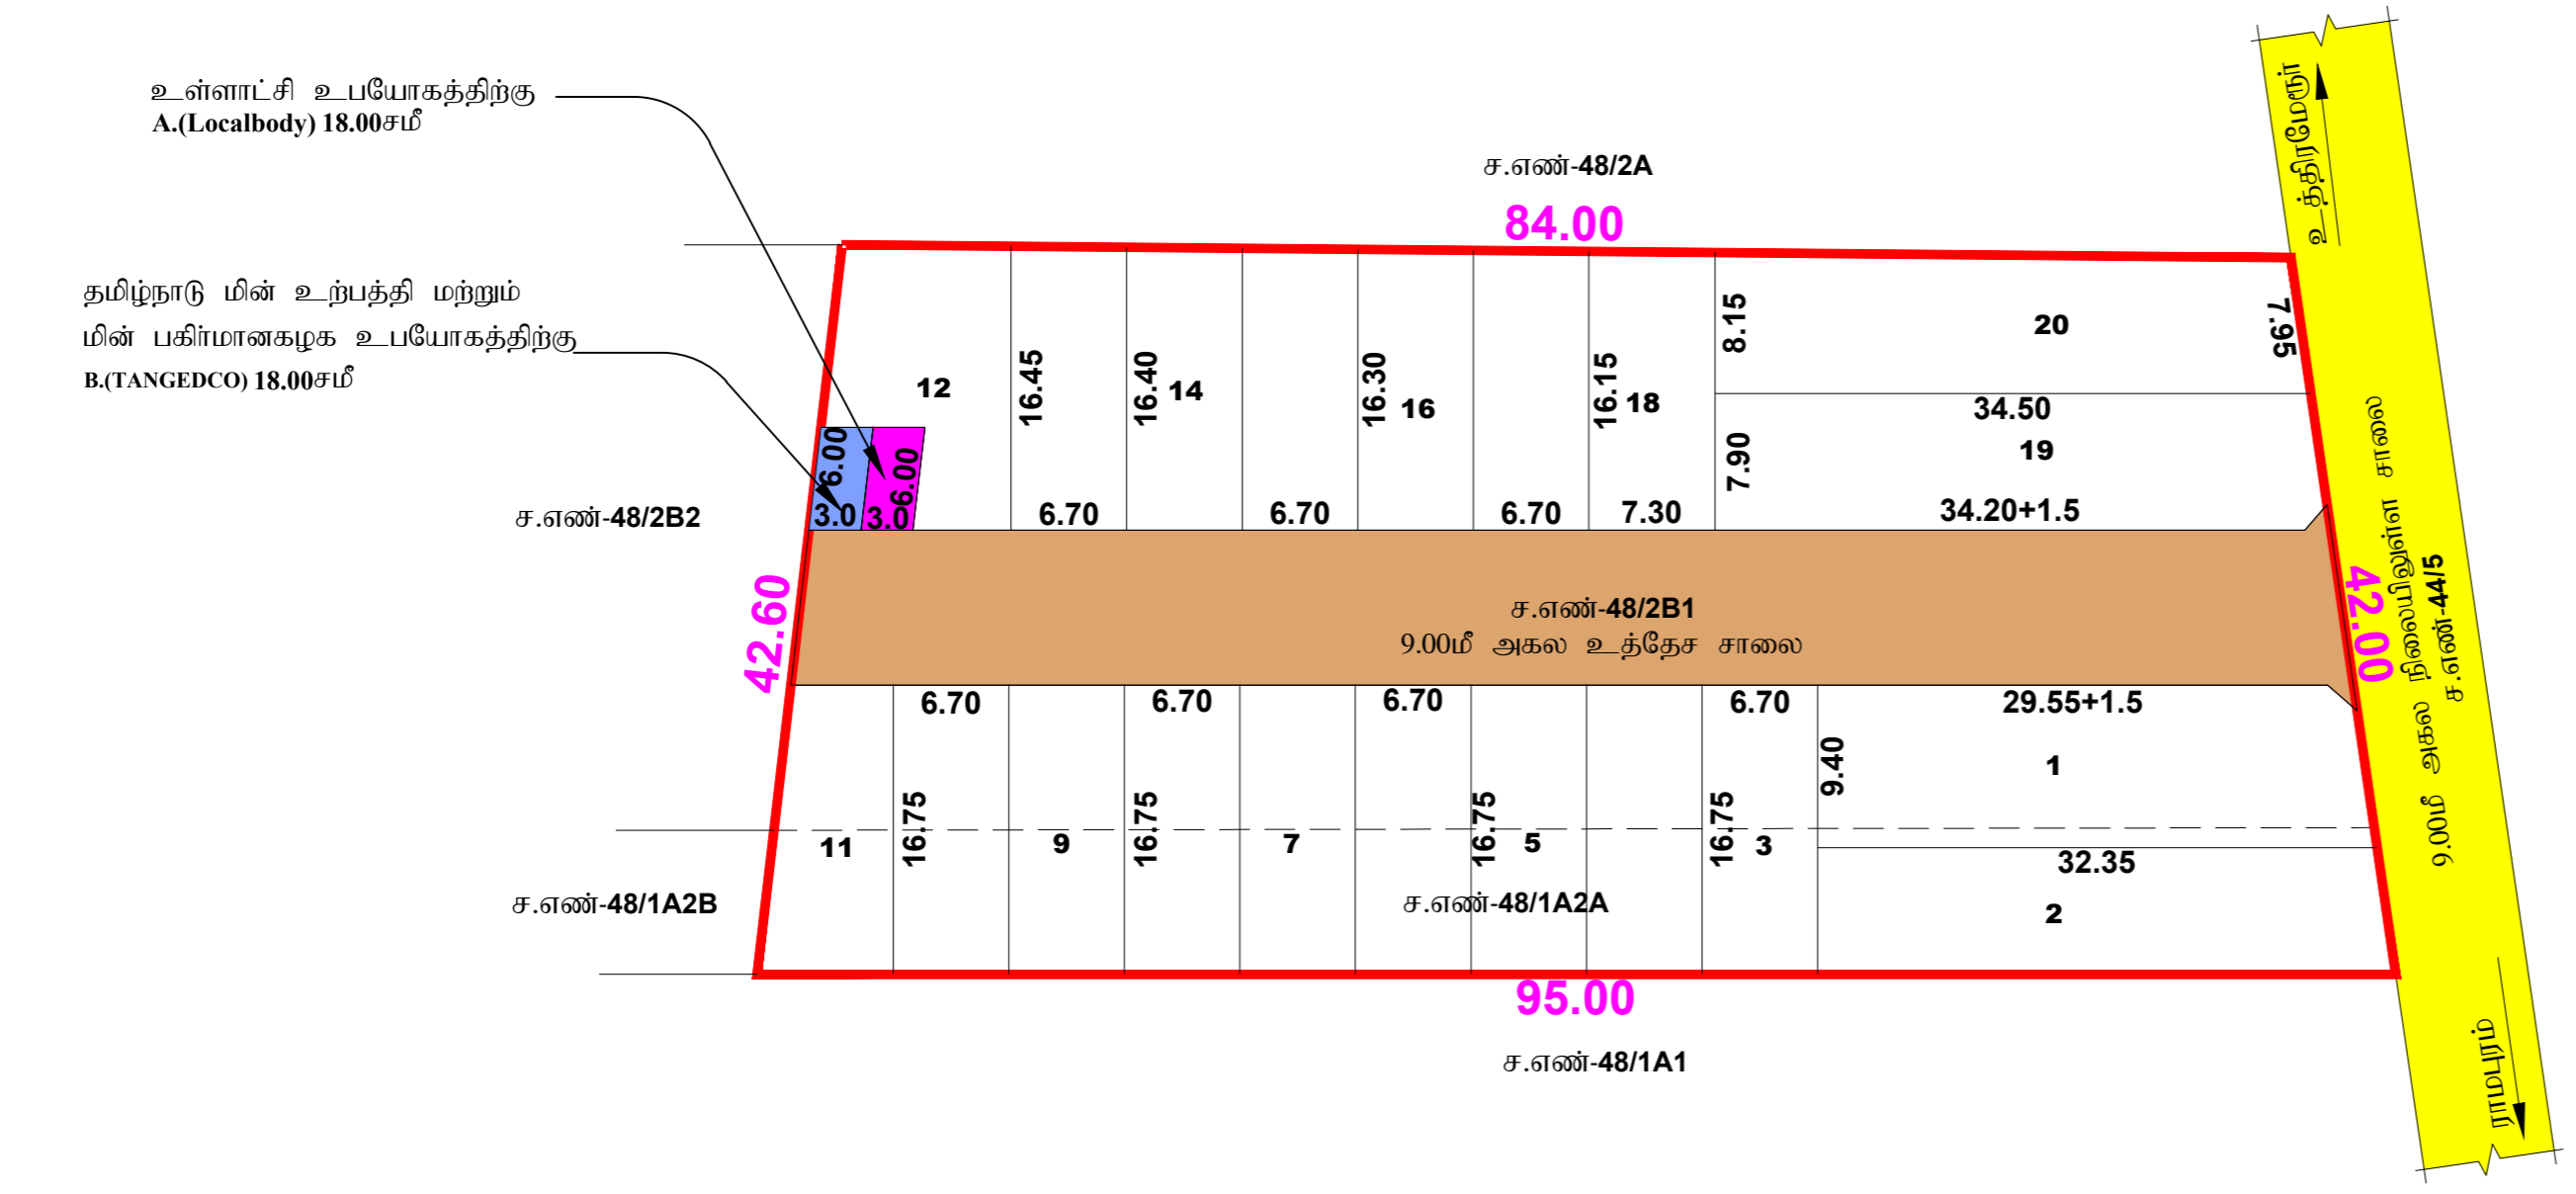 உள்ளாட்சி உபயோகத்திற்கு
A.(Localbody) 18.00சமீ
தமிழ்நாடு மின் உற்பத்தி மற்றும்
மின் பகிர்மானகழக உபயோகத்திற்கு
B.(TANGEDCO) 18.00சமீ
ச.எண்-48/2A
84.00
உத்திரமேரூர்
12
16.45
16.40
14
16.30
16
16.15
18
8.15
20
7.95
34.50
7.90
19
34.20+1.5
6.00
6.00
3.0
3.0
6.70
6.70
6.70
7.30
ச.எண்-48/2B2
42.60
ச.எண்-48/2B1
9.00மீ அகல உத்தேச சாலை
42.00
9.00மீ அகல நிலையிலுள்ள சாலை
ச.எண்-44/5
6.70
6.70
6.70
6.70
29.55+1.5
11
16.75
9
16.75
7
16.75
5
16.75
3
9.40
1
32.35
2
ச.எண்-48/1A2B
ச.எண்-48/1A2A
95.00
ச.எண்-48/1A1
ராமபுரம்